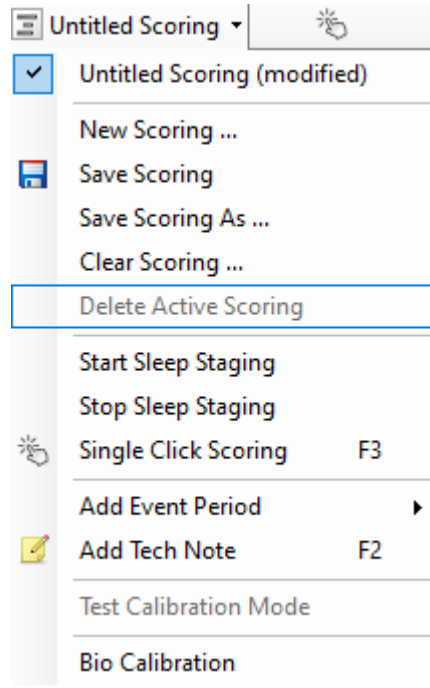 Untitled Scoring
Untitled Scoring (modified)
New Scoring ...
Save Scoring
Save Scoring As ...
Clear Scoring ...
Delete Active Scoring
Start Sleep Staging
Stop Sleep Staging
Single Click Scoring F3
Add Event Period
Add Tech Note F2
Test Calibration Mode
Bio Calibration